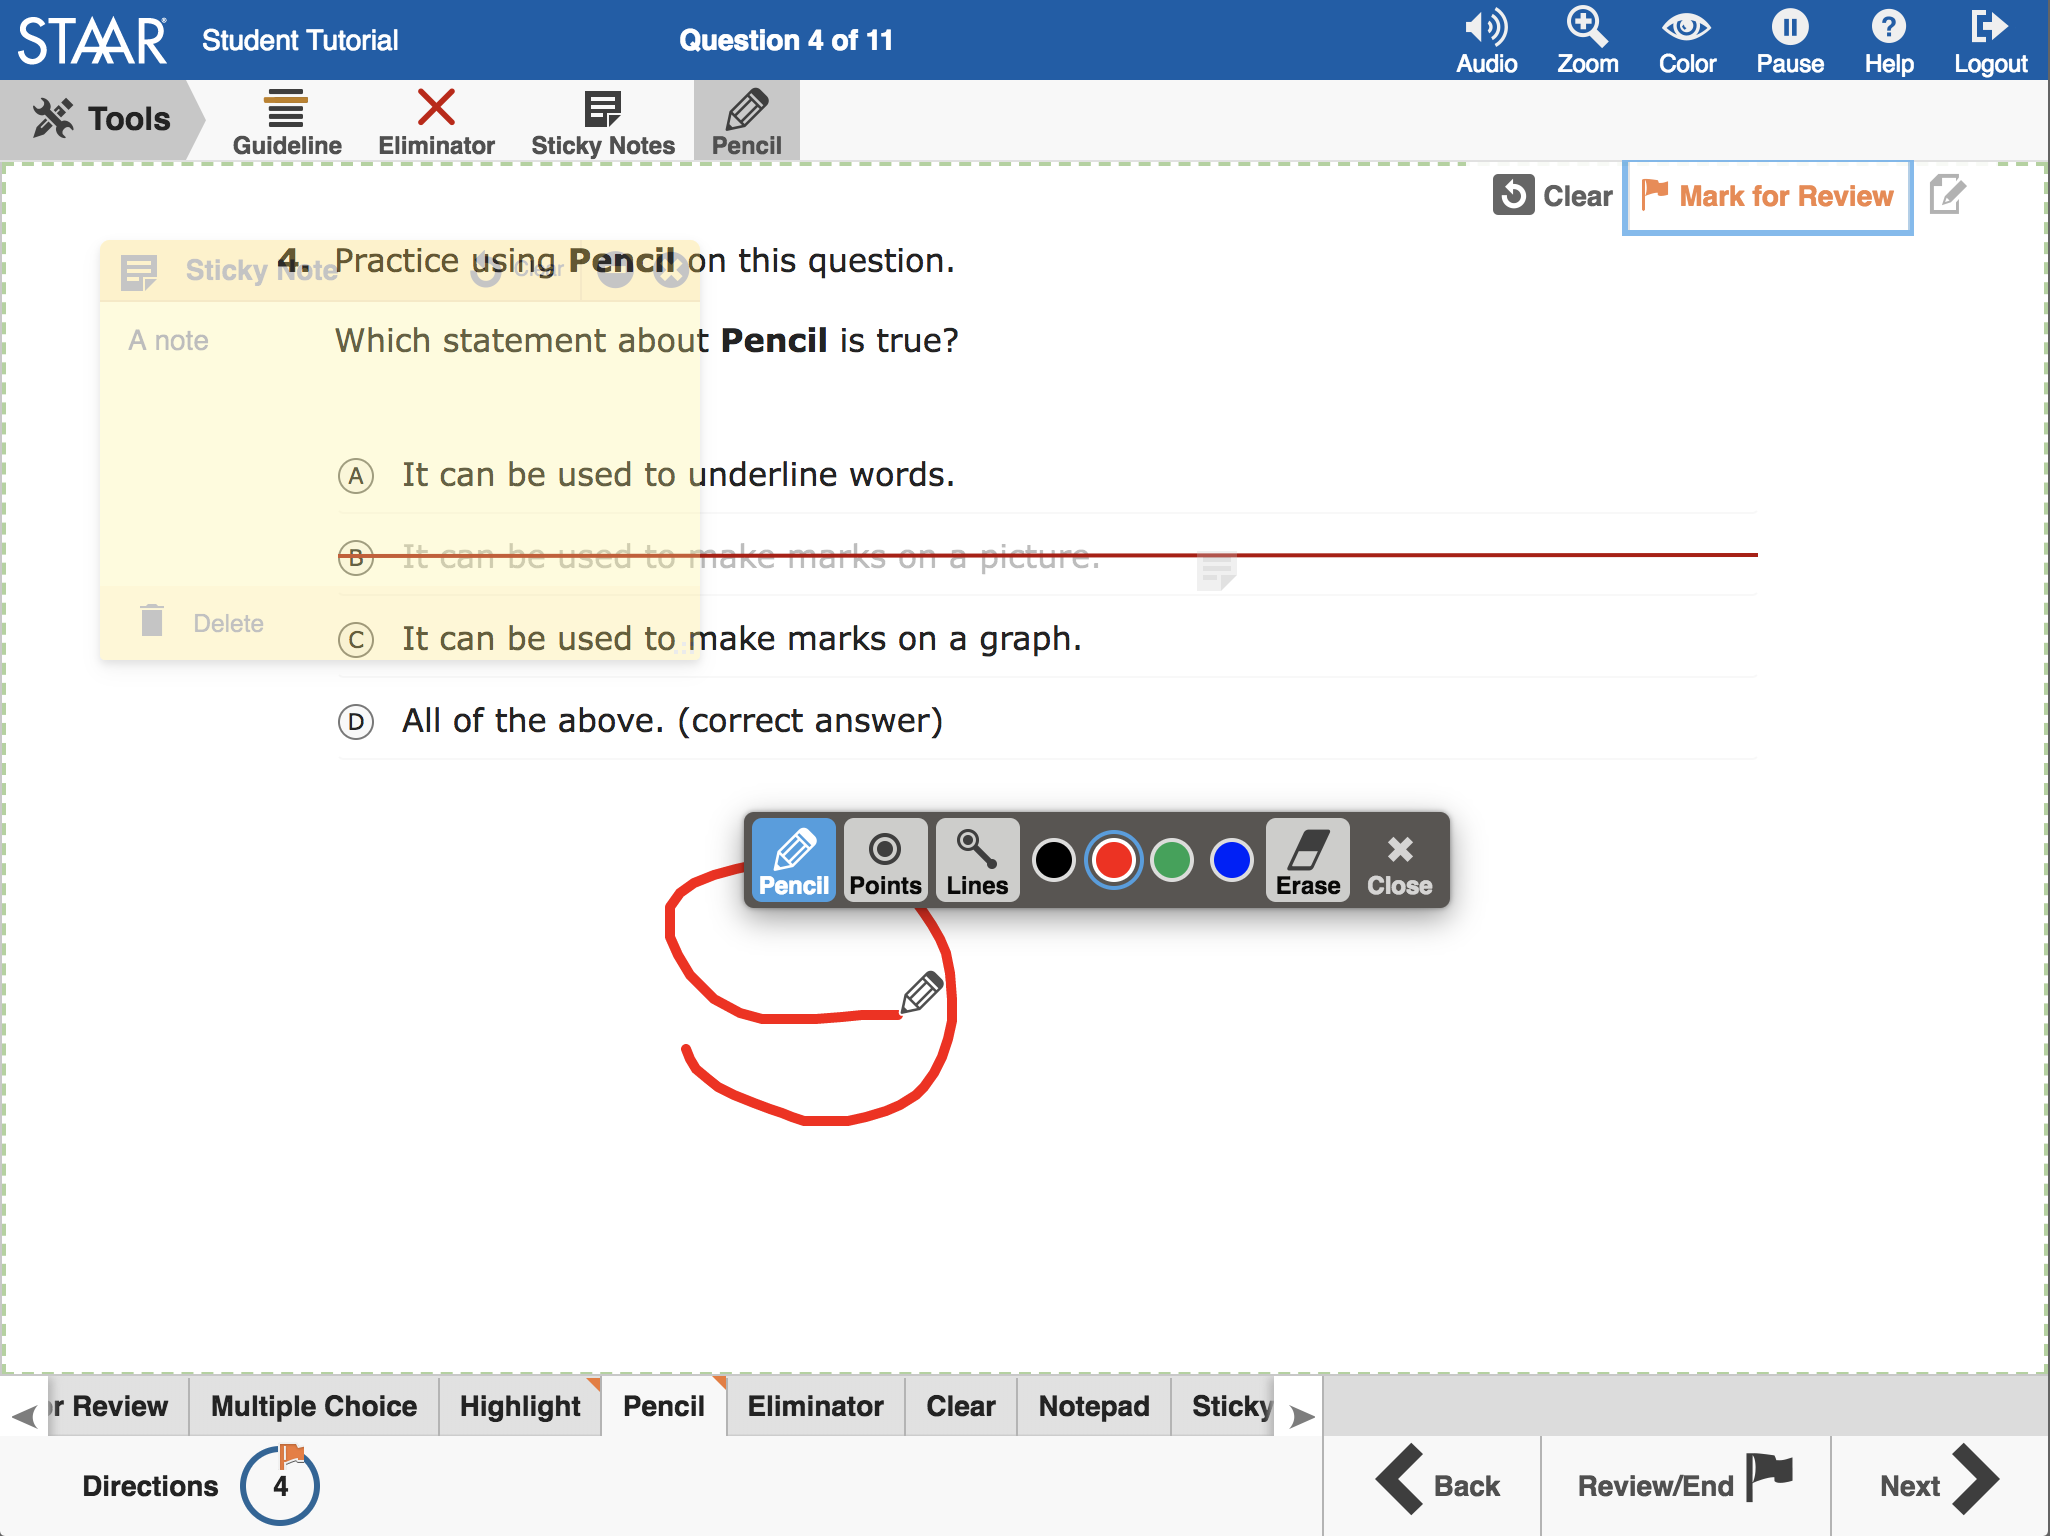 STAAR Student Tutorial Question 4 of 11 Audio Zoom Color Pause Help Logout
Tools Guideline Eliminator Sticky Notes Pencil
Clear Mark for Review
4. Practice using Pencil on this question.
Sticky Note Clear
A note
Which statement about Pencil is true?
A It can be used to underline words.
B It can be used to make marks on a picture.
Delete
C It can be used to make marks on a graph.
D All of the above. (correct answer)
Pencil Points Lines Erase Close
r Review Multiple Choice Highlight Pencil Eliminator Clear Notepad Sticky
Directions 4 Back Review/End Next